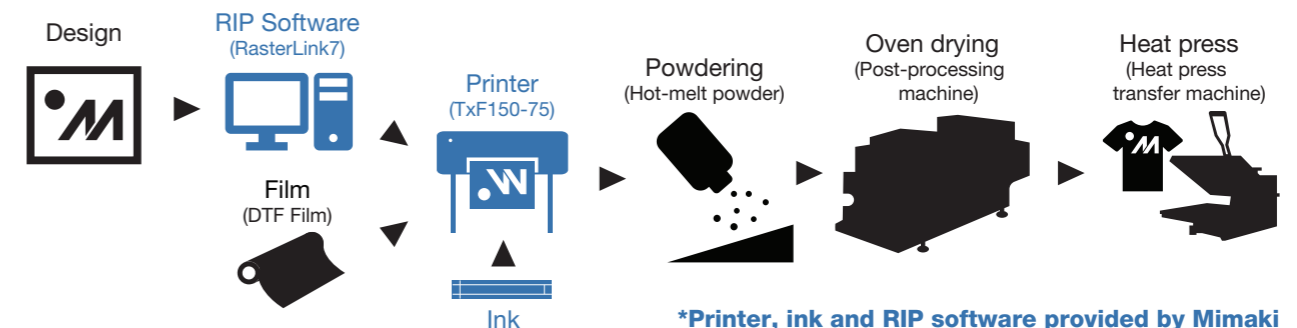 Design
RIP Software
(RasterLink7)
Film
(DTF Film)
Printer
(TxF150-75)
Ink
Powdering
(Hot-melt powder)
Oven drying
(Post-processing
machine)
Heat press
(Heat press
transfer machine)
*Printer, ink and RIP software provided by Mimaki